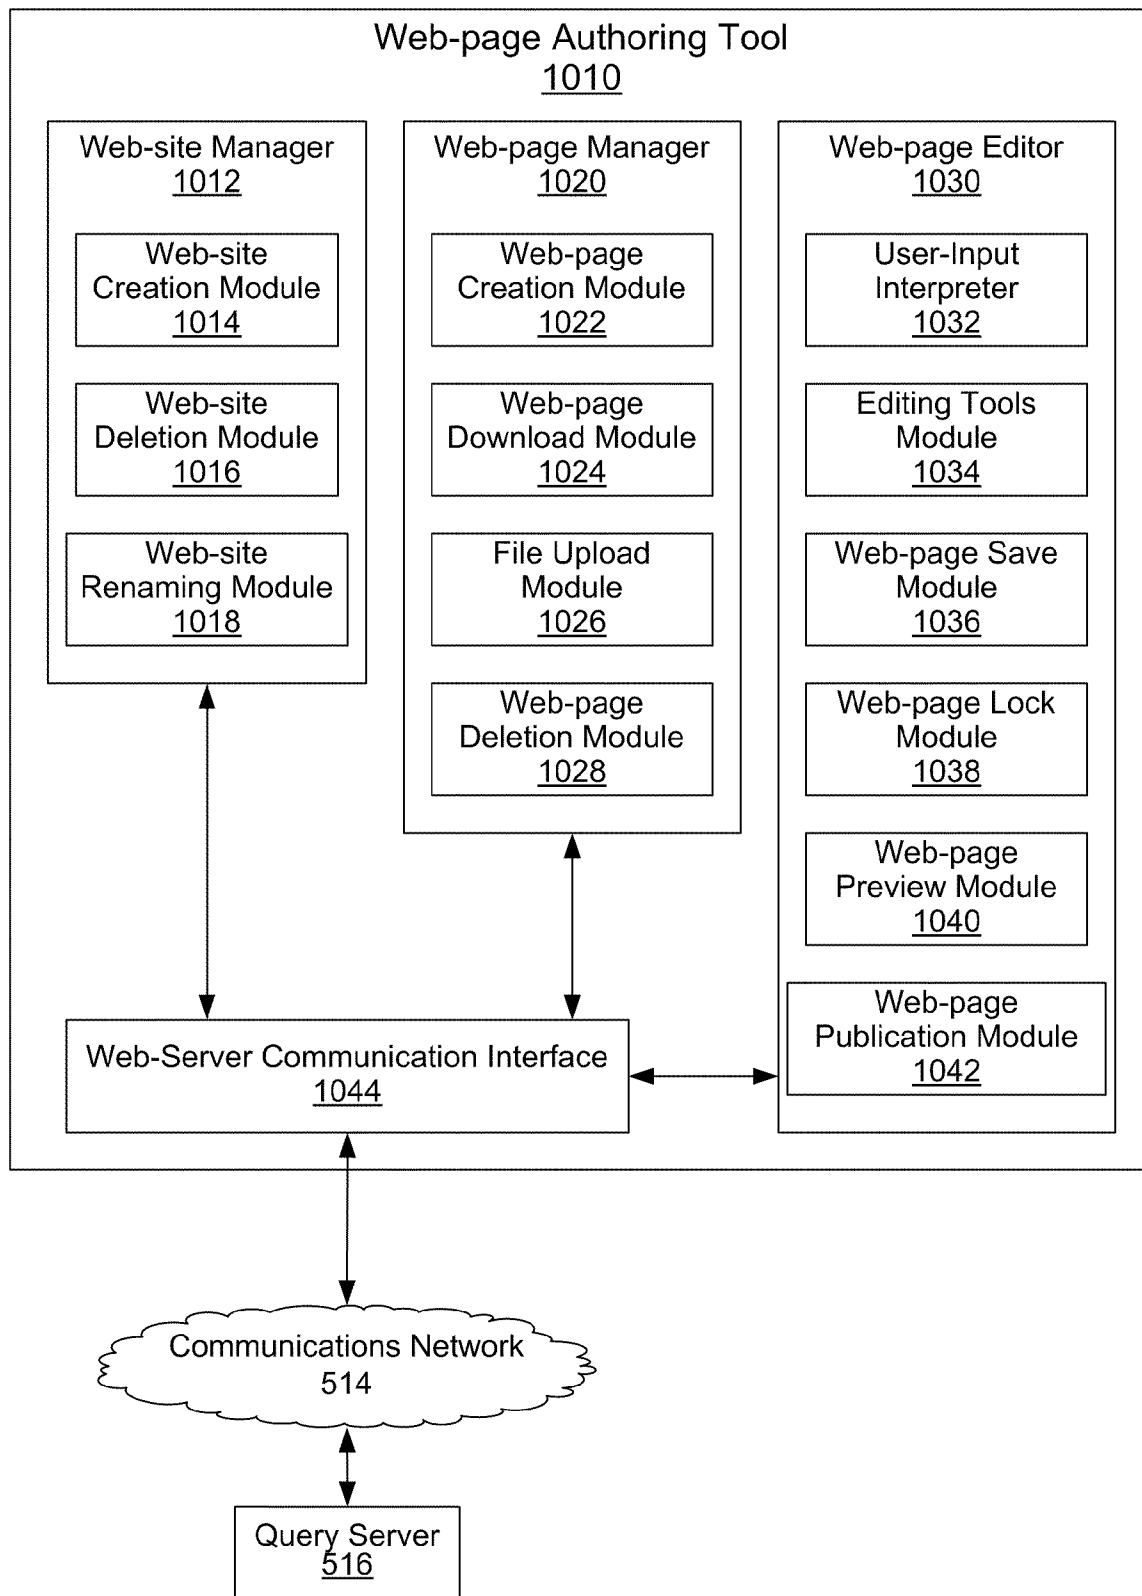 Web-page Authoring Tool
1010
Web-site Manager
1012
Web-site
Creation Module
1014
Web-site
Deletion Module
1016
Web-site
Renaming Module
1018
Web-page Manager
1020
Web-page
Creation Module
1022
Web-page
Download Module
1024
File Upload
Module
1026
Web-page
Deletion Module
1028
Web-page Editor
1030
User-Input
Interpreter
1032
Editing Tools
Module
1034
Web-page Save
Module
1036
Web-page Lock
Module
1038
Web-page
Preview Module
1040
Web-page
Publication Module
1042
Web-Server Communication Interface
1044
Communications Network
514
Query Server
516